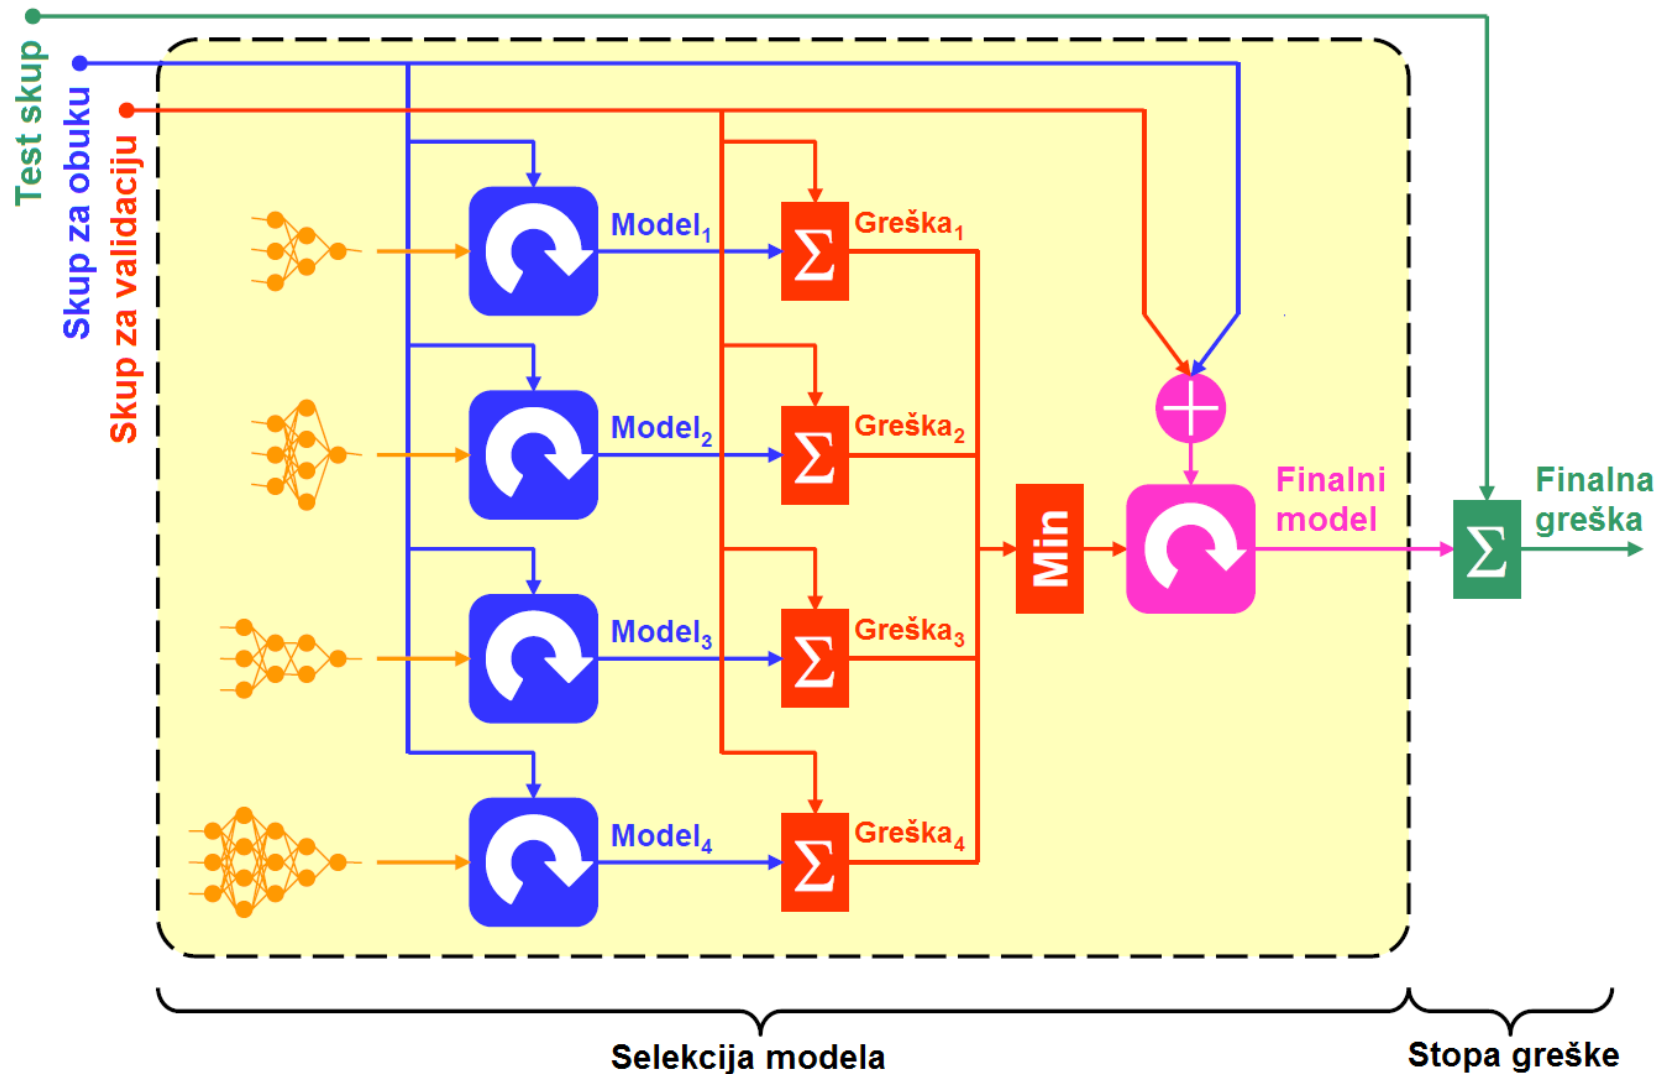 Test skup
Skup za obuku
Skup za validaciju
Model1
Greška1
Model2
Greška2
Model3
Greška3
Model4
Greška4
Σ
Σ
Σ
Σ
Min
Finalni
model
Σ
Finalna
greška
Selekcija modela
Stopa greške